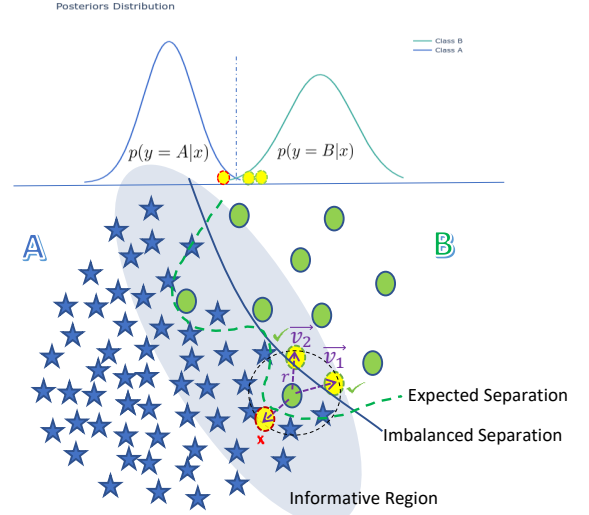 Posteriors Distribution
Class B
Class A
p(y = A|x)
p(y = B|x)
A
B
v₂
v₁
r
Expected Separation
x
Imbalanced Separation
Informative Region